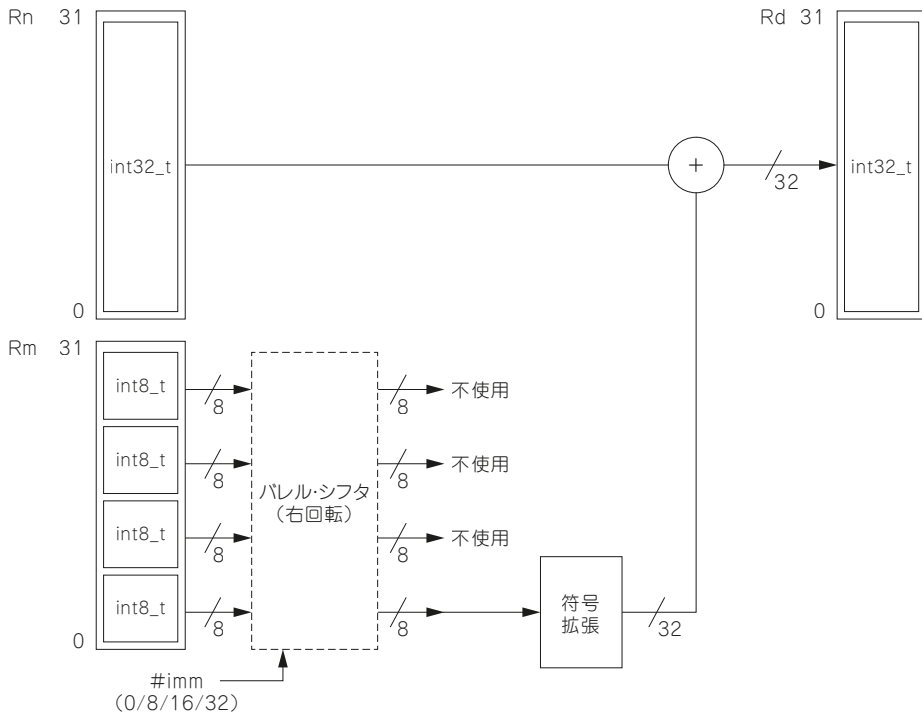 Rn 31
Rd 31
int32_t
+
32
int32_t
0
0
Rm 31
int8_t
8
8
不使用
int8_t
8
8
不使用
バレル・シフタ
(右回転)
int8_t
8
8
不使用
int8_t
8
8
符号
拡張
32
0
#imm
(0/8/16/32)